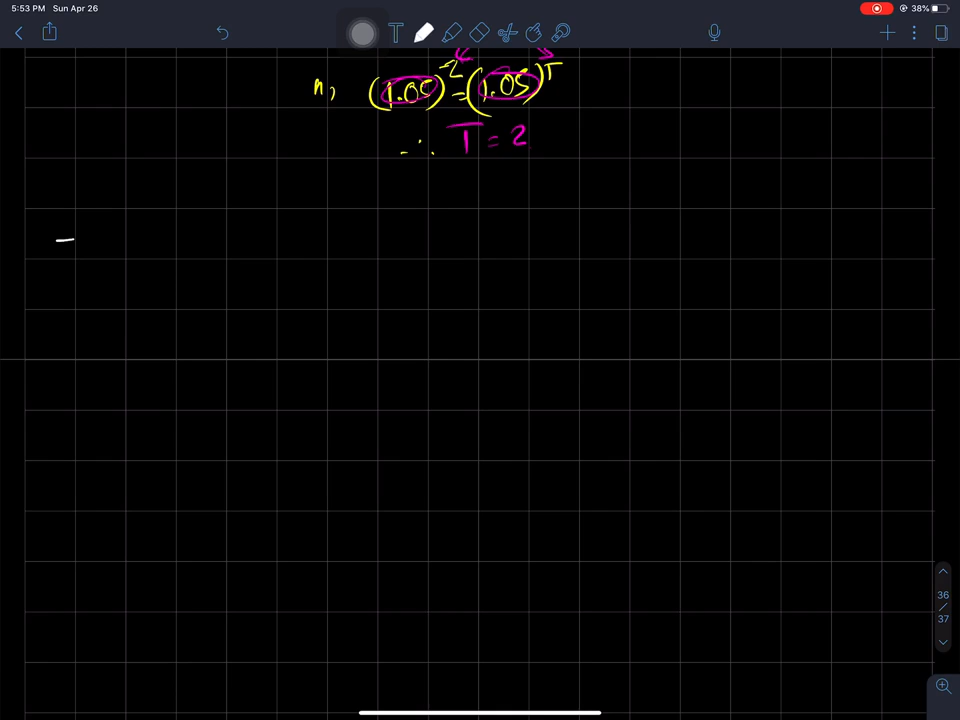 5:53 PM Sun Apr 26
38%
T
n, (1.05)^2 = (1.05)^T
∴ T = 2
36
/
37